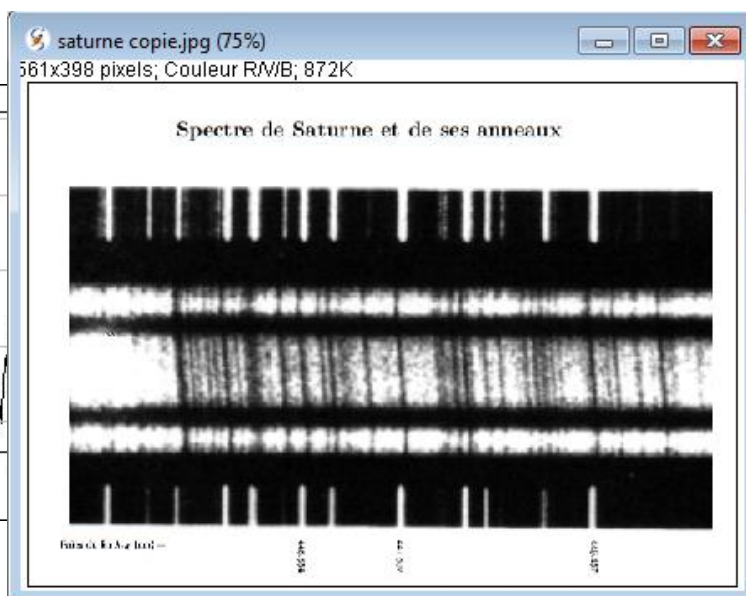 saturne copie.jpg (75%)
561x398 pixels; Couleur R/V/B; 872K
Spectre de Saturne et de ses anneaux